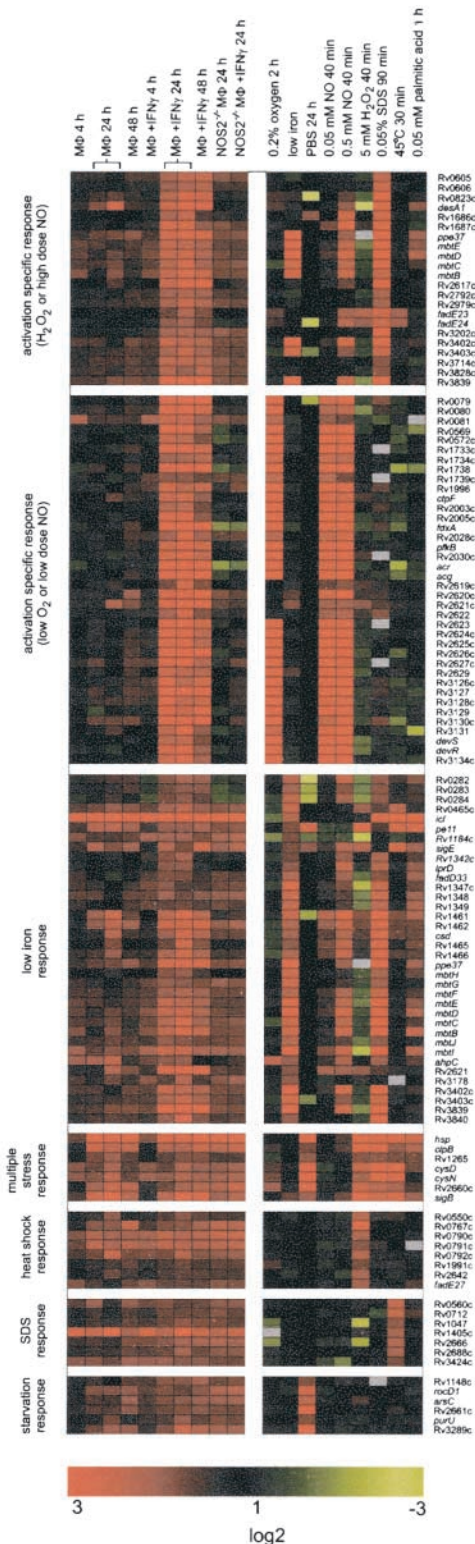 MΦ 4 h
MΦ 24 h
MΦ 48 h
MΦ +IFNγ 4 h
MΦ +IFNγ 24 h
MΦ +IFNγ 48 h
NOS2-/- MΦ 24 h
NOS2-/- MΦ +IFNγ 24 h
0.2% oxygen 2 h
low iron
PBS 24 h
0.05 mM NO 40 min
0.5 mM NO 40 min
5 mM H2O2 40 min
0.05% SDS 90 min
45°C 30 min
0.05 mM palmitic acid 1 h
activation specific response
(H2O2 or high dose NO)
Rv0605
Rv0606
Rv0823c
desA1
Rv1686c
Rv1687c
ppe37
mbtE
mbtD
mbtC
mbtB
Rv2617c
Rv2792c
Rv2979c
fadE23
fadE24
Rv3202c
Rv3402c
Rv3403c
Rv3714c
Rv3828c
Rv3839
activation specific response
(low O2 or low dose NO)
Rv0079
Rv0080
Rv0081
Rv0569
Rv0572c
Rv1733c
Rv1734c
Rv1738
Rv1739c
Rv1996
ctpF
Rv2003c
Rv2005c
fdxA
Rv2028c
pfkB
Rv2030c
acr
acg
Rv2619c
Rv2620c
Rv2621c
Rv2622
Rv2623
Rv2624c
Rv2625c
Rv2626c
Rv2627c
Rv2629
Rv3126c
Rv3127
Rv3128c
Rv3129
Rv3130c
Rv3131
devS
devR
Rv3134c
low iron
response
Rv0282
Rv0283
Rv0284
Rv0465c
icl
pe11
Rv1184c
sigE
Rv1342c
lprD
fadD33
Rv1347c
Rv1348
Rv1349
Rv1461
Rv1462
csd
Rv1465
Rv1466
ppe37
mbtH
mbtG
mbtF
mbtE
mbtD
mbtC
mbtB
mbtJ
mbtI
ahpC
Rv2621
Rv3178
Rv3402c
Rv3403c
Rv3839
Rv3840
multiple
stress
response
hsp
clpB
Rv1265
cysD
cysN
Rv2660c
sigB
heat shock
response
Rv0550c
Rv0767c
Rv0790c
Rv0791c
Rv0792c
Rv1991c
Rv2642
fadE27
SDS
response
Rv0560c
Rv0712
Rv1047
Rv1405c
Rv2666
Rv2688c
Rv3424c
starvation
response
Rv1148c
rocD1
arsC
Rv2661c
purU
Rv3289c
3
1
-3
log2